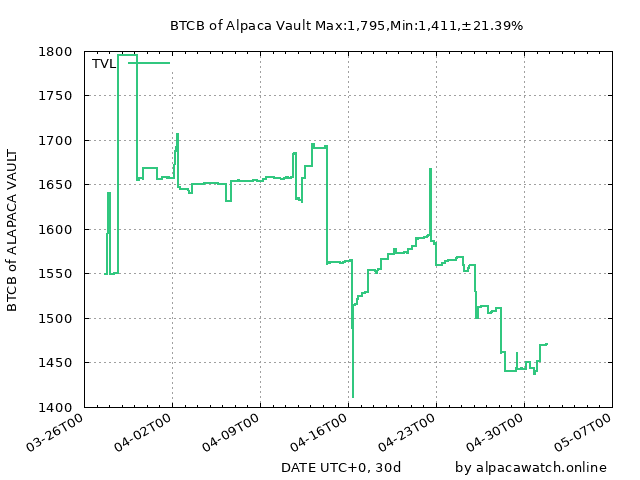 BTCB of Alpaca Vault Max:1,795,Min:1,411,±21.39%
TVL
1800
1750
1700
1650
1600
1550
1500
1450
1400
BTCB of ALAPACA VAULT
03-26T00
04-02T00
04-09T00
04-16T00
04-23T00
04-30T00
05-07T00
DATE UTC+0, 30d
by alpacawatch.online